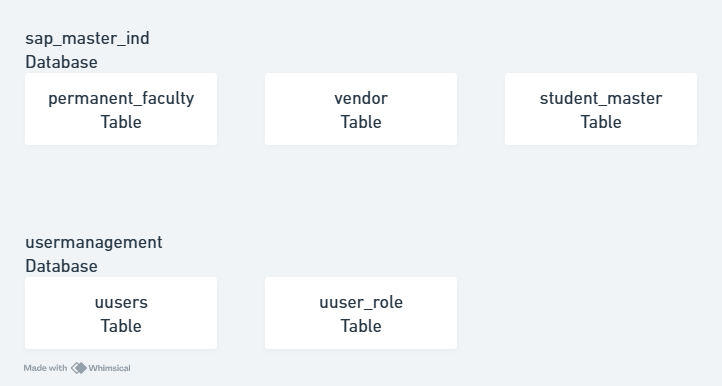 sap_master_ind
Database
permanent_faculty
Table
vendor
Table
student_master
Table
usermanagement
Database
uusers
Table
uuser_role
Table
Made with Whimsical